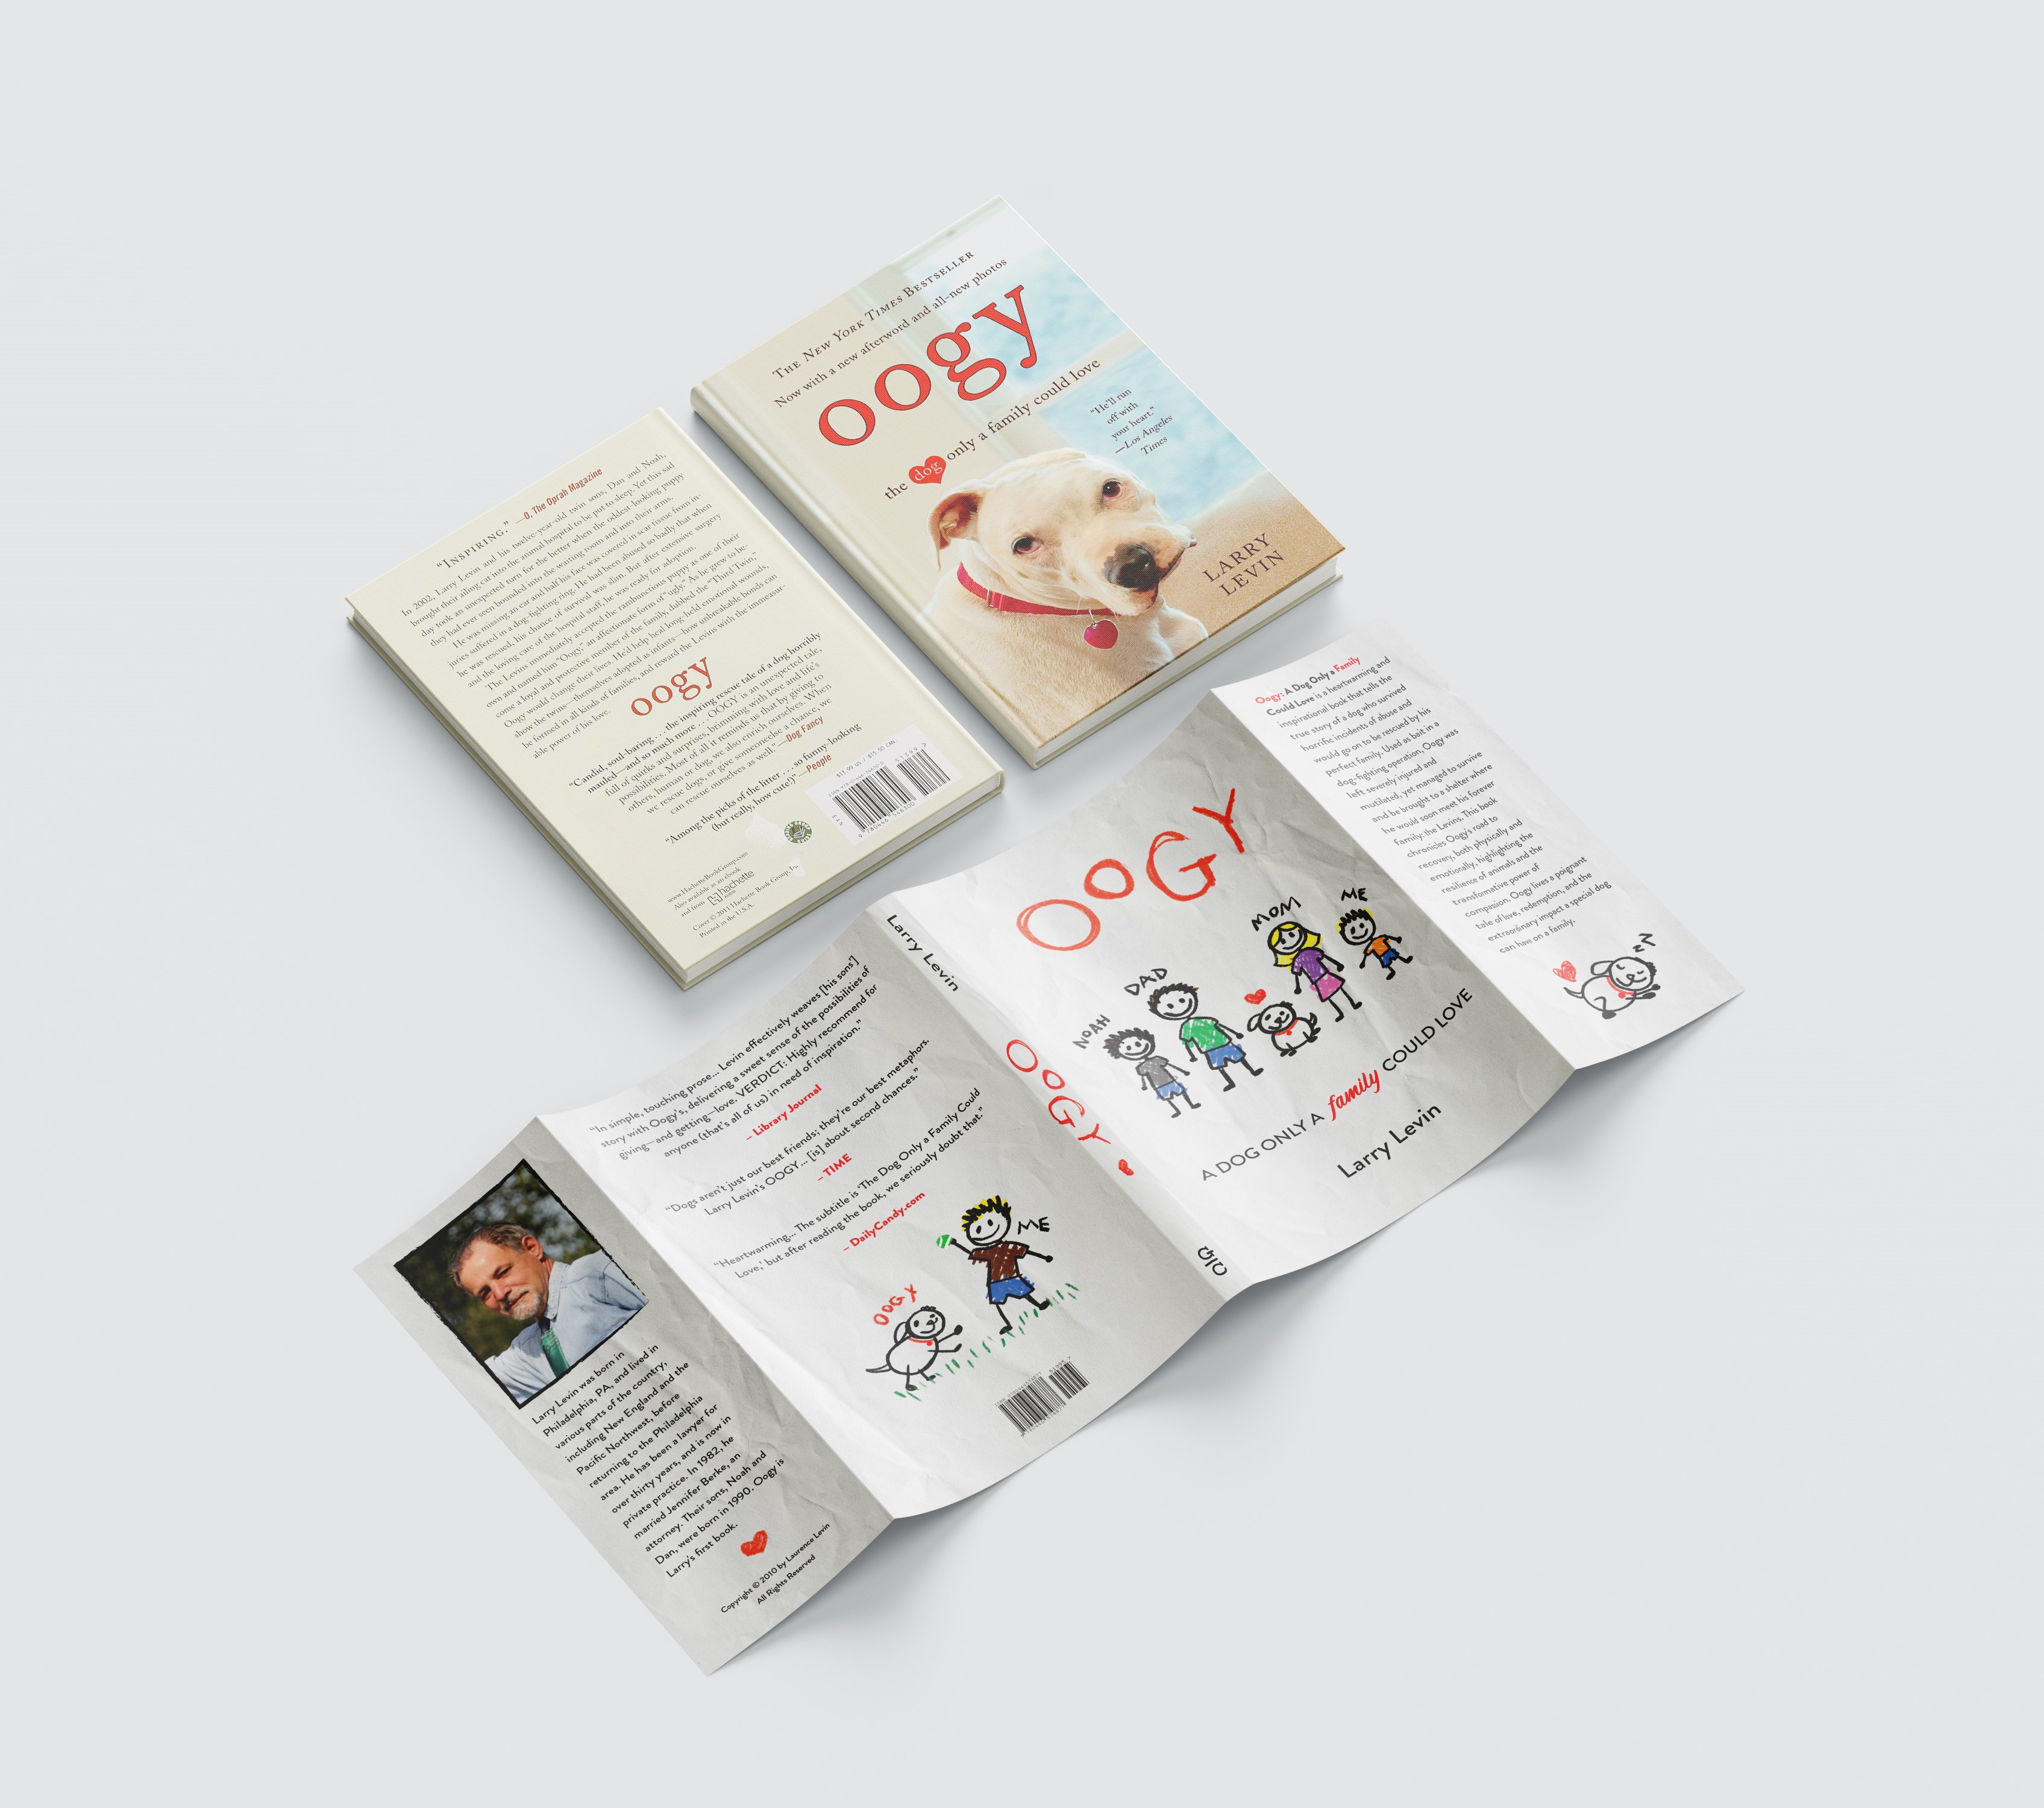 THE NEW YORK TIMES BESTSELLER
Now with a new afterword and all-new photos
oogy
the dog only a family could love
"He'll run
off with
your heart."
—Los Angeles
Times
LARRY
LEVIN
"INSPIRING." —O, The Oprah Magazine
In 2002, Larry Levin and his twelve-year-old twin sons, Dan and Noah,
brought their ailing cat into the animal hospital to be put to sleep. Yet this sad
day took an unexpected turn for the better when the oddest-looking puppy
they had ever seen bounded into the waiting room and into their arms.
He was missing an ear and half his face was covered in scar tissue from in-
juries suffered in a dog fighting ring. He had been abused so badly that when
he was rescued, his chance of survival was slim. But after extensive surgery
and the loving care of the hospital staff, he was ready for adoption.
The Levins immediately accepted the rambunctious puppy as one of their
own and named him "Oogy," an affectionate form of "ugly." As he grew to be-
come a loyal and protective member of the family, dubbed the "Third Twin,"
Oogy would change their lives. He'd help heal long-held emotional wounds,
show the twins—themselves adopted as infants—how unbreakable bonds can
be formed in all kinds of families, and reward the Levins with the immeasur-
able power of his love.
oogy
"Candid, soul-baring . . . the inspiring rescue tale of a dog horribly
mauled—and so much more . . . OOGY is an unexpected tale,
full of quirks and surprises, brimming with love and life's
possibilities. Most of all it reminds us that by giving to
others, human or dog, we also enrich ourselves. When
we rescue dogs, or give someone else a chance, we
can rescue ourselves as well." —Dog Fancy
"Among the picks of the litter . . . so funny-looking
(but really, how cute!)" —People
$13.99 US / $15.50 CAN
9 780446 546300
www.HachetteBookGroup.com
Also available as an ebook
and from hachette
Cover © 2011 Hachette Book Group, In
Printed in the U.S.A.
Oogy: A Dog Only a Family
Could Love is a heartwarming and
inspirational book that tells the
true story of a dog who survived
horrific incidents of abuse and
would go on to be rescued by his
perfect family. Used as bait in a
dog-fighting operation, Oogy was
left severely injured and
mutilated, yet managed to survive
and be brought to a shelter where
he would soon meet his forever
family: the Levins. This book
chronicles Oogy's road to
recovery, both physically and
emotionally, highlighting the
resilience of animals and the
transformative power of
compassion. Oogy lives a poignant
tale of love, redemption, and the
extraordinary impact a special dog
can have on a family.
ZZZ
OOGY
NOAH
DAD
MOM
ME
A DOG ONLY A family COULD LOVE
Larry Levin
Larry Levin
OOGY
"In simple, touching prose... Levin effectively weaves [his sons']
story with Oogy's, delivering a sweet sense of the possibilities of
giving—and getting—love. VERDICT: Highly recommend for
anyone (that's all of us) in need of inspiration."
– Library Journal
"Dogs aren't just our best friends; they're our best metaphors.
Larry Levin's OOGY... [is] about second chances."
– TIME
"Heartwarming... The subtitle is 'The Dog Only a Family Could
Love,' but after reading the book, we seriously doubt that."
– DailyCandy.com
OOGY
ME
Larry Levin was born in
Philadelphia, PA, and lived in
various parts of the country,
including New England and the
Pacific Northwest, before
returning to the Philadelphia
area. He has been a lawyer for
over thirty years, and is now in
private practice. In 1982, he
married Jennifer Berke, an
attorney. Their sons, Noah and
Dan, were born in 1990. Oogy is
Larry's first book.
Copyright © 2010 by Laurence Levin
All Rights Reserved